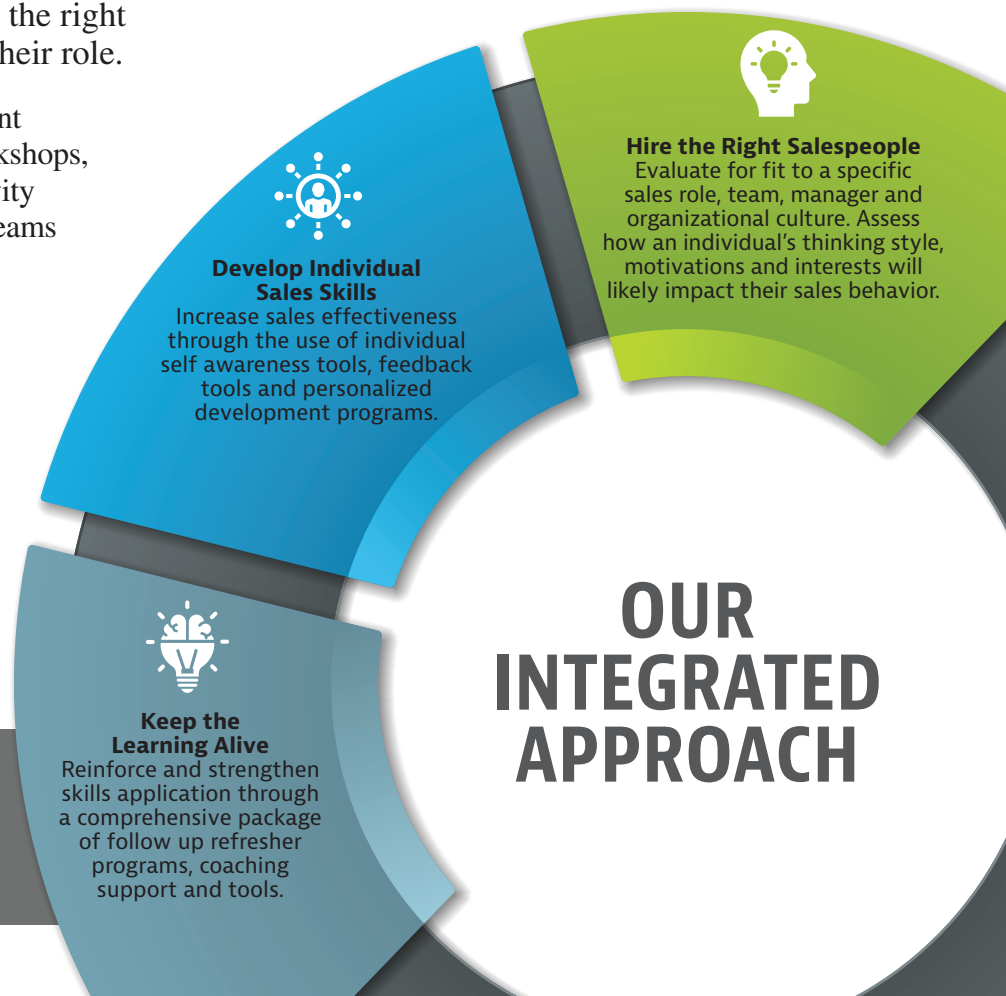 the right
heir role.
nt
kshops,
vity
eams
Hire the Right Salespeople
Evaluate for fit to a specific
sales role, team, manager and
organizational culture. Assess
how an individual’s thinking style,
motivations and interests will
likely impact their sales behavior.
Develop Individual
Sales Skills
Increase sales effectiveness
through the use of individual
self awareness tools, feedback
tools and personalized
development programs.
Keep the
Learning Alive
Reinforce and strengthen
skills application through
a comprehensive package
of follow up refresher
programs, coaching
support and tools.
OUR
INTEGRATED
APPROACH